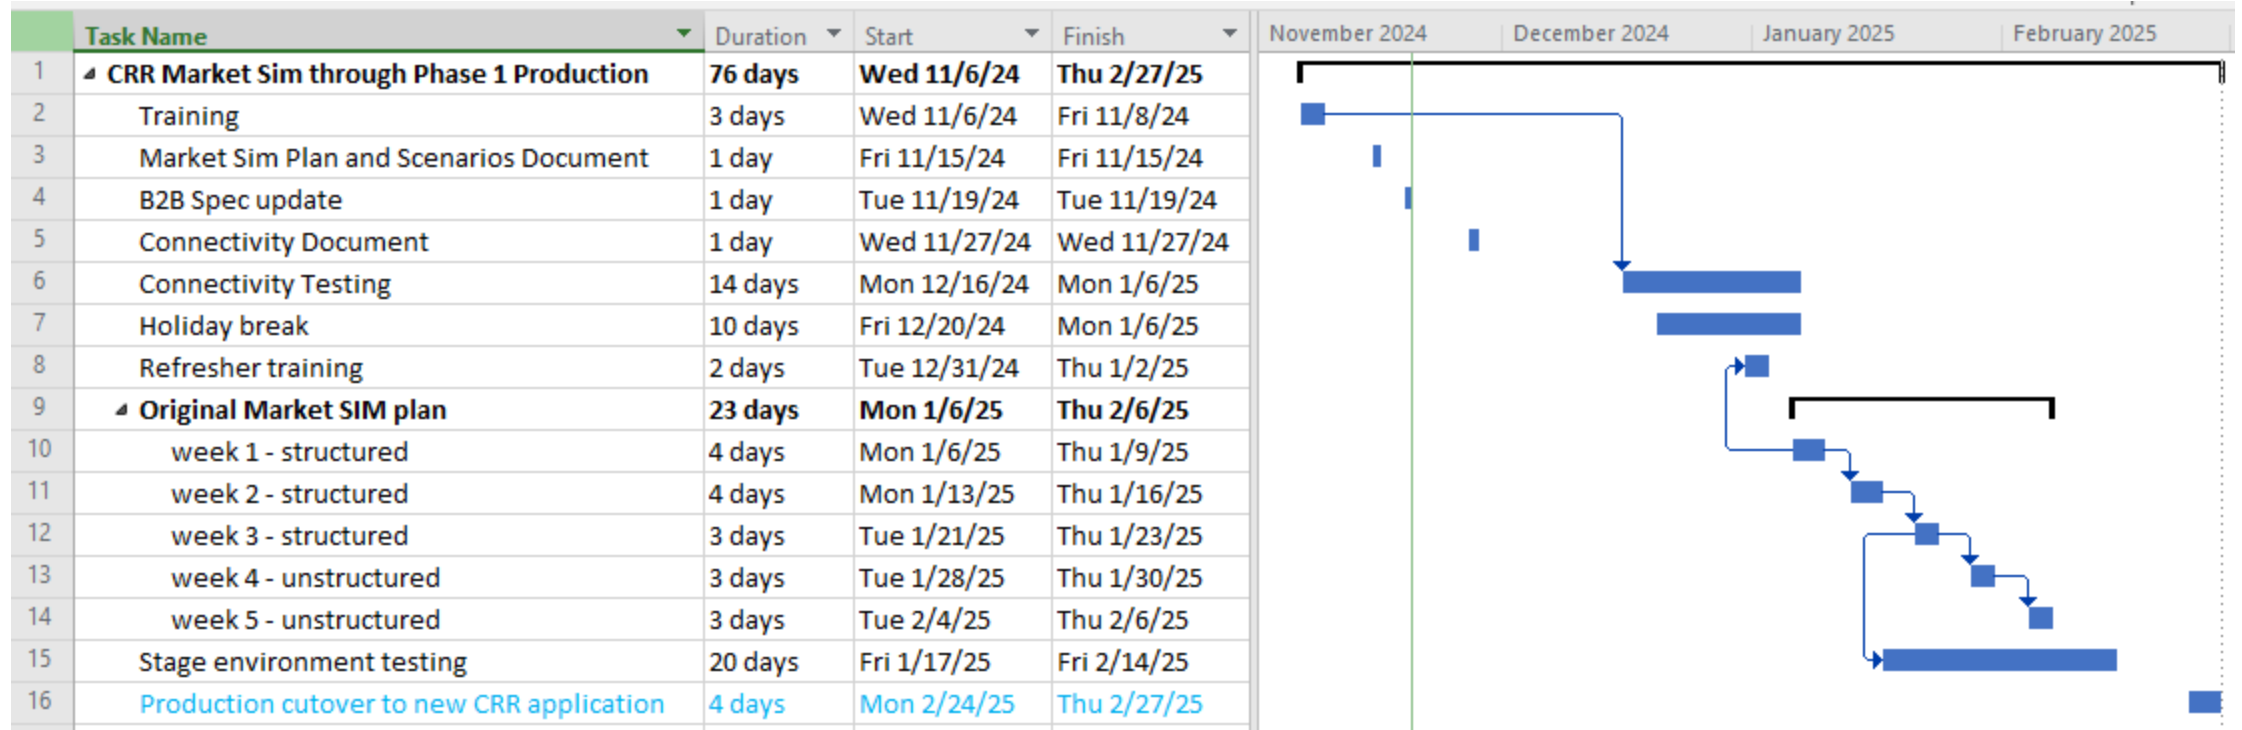 Task Name Duration Start Finish November 2024 December 2024 January 2025 February 2025
1 CRR Market Sim through Phase 1 Production 76 days Wed 11/6/24 Thu 2/27/25
2 Training 3 days Wed 11/6/24 Fri 11/8/24
3 Market Sim Plan and Scenarios Document 1 day Fri 11/15/24 Fri 11/15/24
4 B2B Spec update 1 day Tue 11/19/24 Tue 11/19/24
5 Connectivity Document 1 day Wed 11/27/24 Wed 11/27/24
6 Connectivity Testing 14 days Mon 12/16/24 Mon 1/6/25
7 Holiday break 10 days Fri 12/20/24 Mon 1/6/25
8 Refresher training 2 days Tue 12/31/24 Thu 1/2/25
9 Original Market SIM plan 23 days Mon 1/6/25 Thu 2/6/25
10 week 1 - structured 4 days Mon 1/6/25 Thu 1/9/25
11 week 2 - structured 4 days Mon 1/13/25 Thu 1/16/25
12 week 3 - structured 3 days Tue 1/21/25 Thu 1/23/25
13 week 4 - unstructured 3 days Tue 1/28/25 Thu 1/30/25
14 week 5 - unstructured 3 days Tue 2/4/25 Thu 2/6/25
15 Stage environment testing 20 days Fri 1/17/25 Fri 2/14/25
16 Production cutover to new CRR application 4 days Mon 2/24/25 Thu 2/27/25